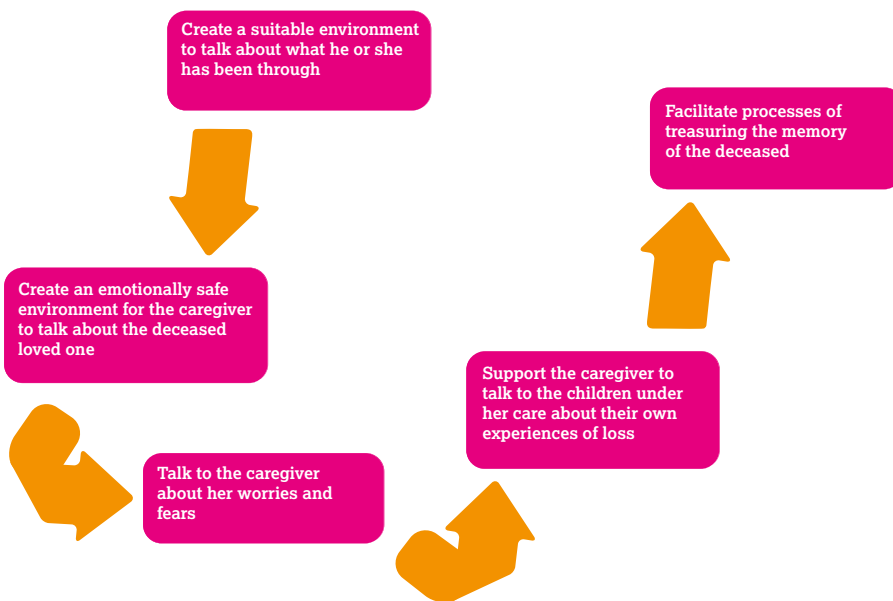 Create a suitable environment
to talk about what he or she
has been through
Create an emotionally safe
environment for the caregiver
to talk about the deceased
loved one
Talk to the caregiver
about her worries and
fears
Support the caregiver to
talk to the children under
her care about their own
experiences of loss
Facilitate processes of
treasuring the memory
of the deceased